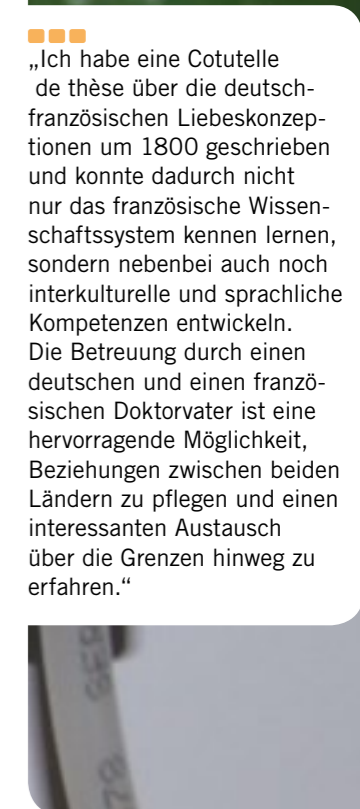 „Ich habe eine Cotutelle
de thèse über die deutsch-
französischen Liebeskonzep-
tionen um 1800 geschrieben
und konnte dadurch nicht
nur das französische Wissen-
schaftssystem kennen lernen,
sondern nebenbei auch noch
interkulturelle und sprachliche
Kompetenzen entwickeln.
Die Betreuung durch einen
deutschen und einen franzö-
sischen Doktorvater ist eine
hervorragende Möglichkeit,
Beziehungen zwischen beiden
Ländern zu pflegen und einen
interessanten Austausch
über die Grenzen hinweg zu
erfahren.“